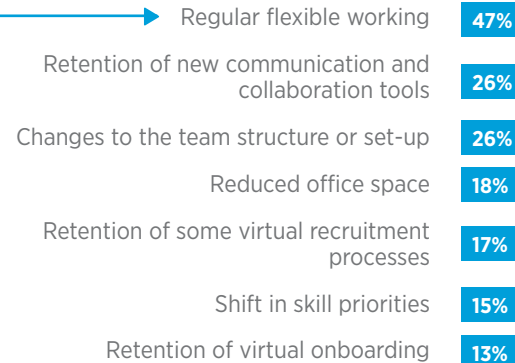 Regular flexible working 47%
Retention of new communication and
collaboration tools 26%
Changes to the team structure or set-up 26%
Reduced office space 18%
Retention of some virtual recruitment
processes 17%
Shift in skill priorities 15%
Retention of virtual onboarding 13%